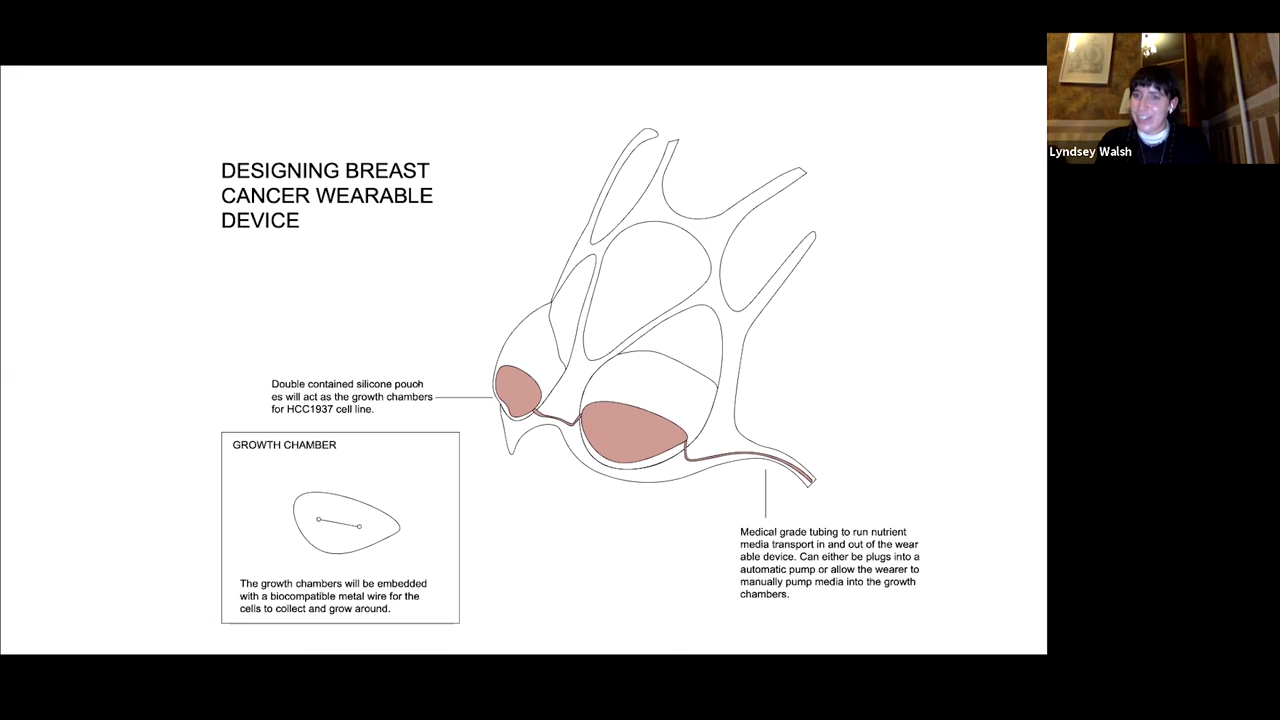 DESIGNING BREAST
CANCER WEARABLE
DEVICE
Lyndsey Walsh
Double contained silicone pouch
es will act as the growth chambers
for HCC1937 cell line.
GROWTH CHAMBER
The growth chambers will be embedded
with a biocompatible metal wire for the
cells to collect and grow around.
Medical grade tubing to run nutrient
media transport in and out of the wear
able device. Can either be plugs into a
automatic pump or allow the wearer to
manually pump media into the growth
chambers.